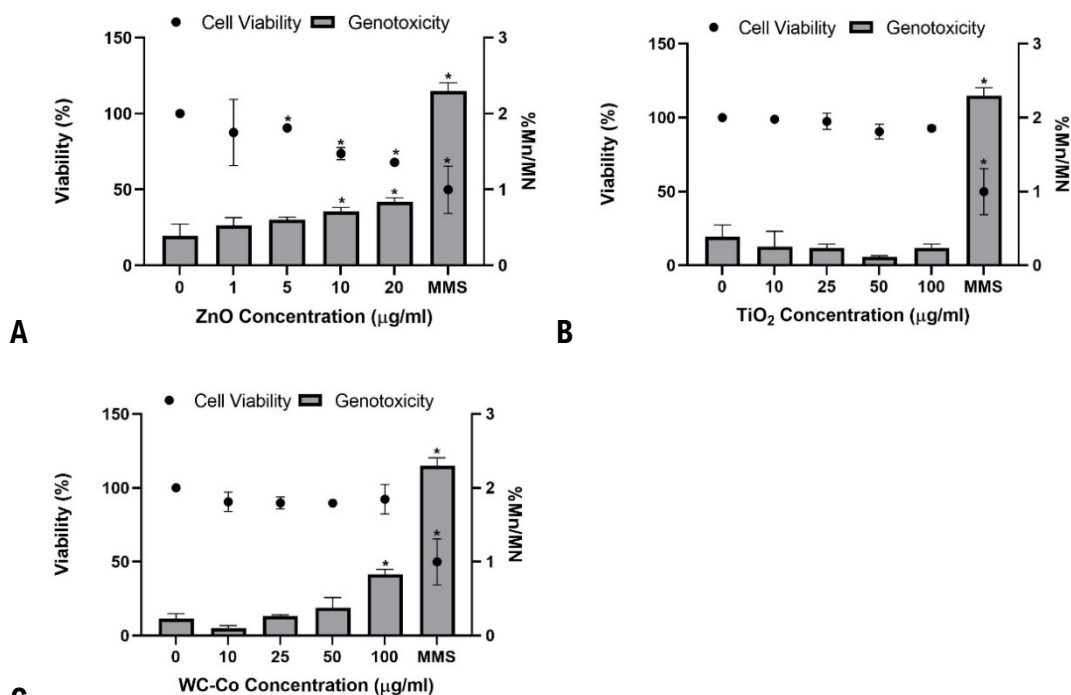 Cell Viability Genotoxicity
150 3
* 
100 2
* * * *
50 1
* *
0 0
Viability (%)
%Mn/MN
0 1 5 10 20 MMS
ZnO Concentration (μg/ml)
A
Cell Viability Genotoxicity
150 3
*
100 2
*
50 1
0 0
Viability (%)
%Mn/MN
0 10 25 50 100 MMS
TiO₂ Concentration (μg/ml)
B
Cell Viability Genotoxicity
150 3
*
100 2
*
50 1
*
0 0
Viability (%)
%Mn/MN
0 10 25 50 100 MMS
WC-Co Concentration (μg/ml)